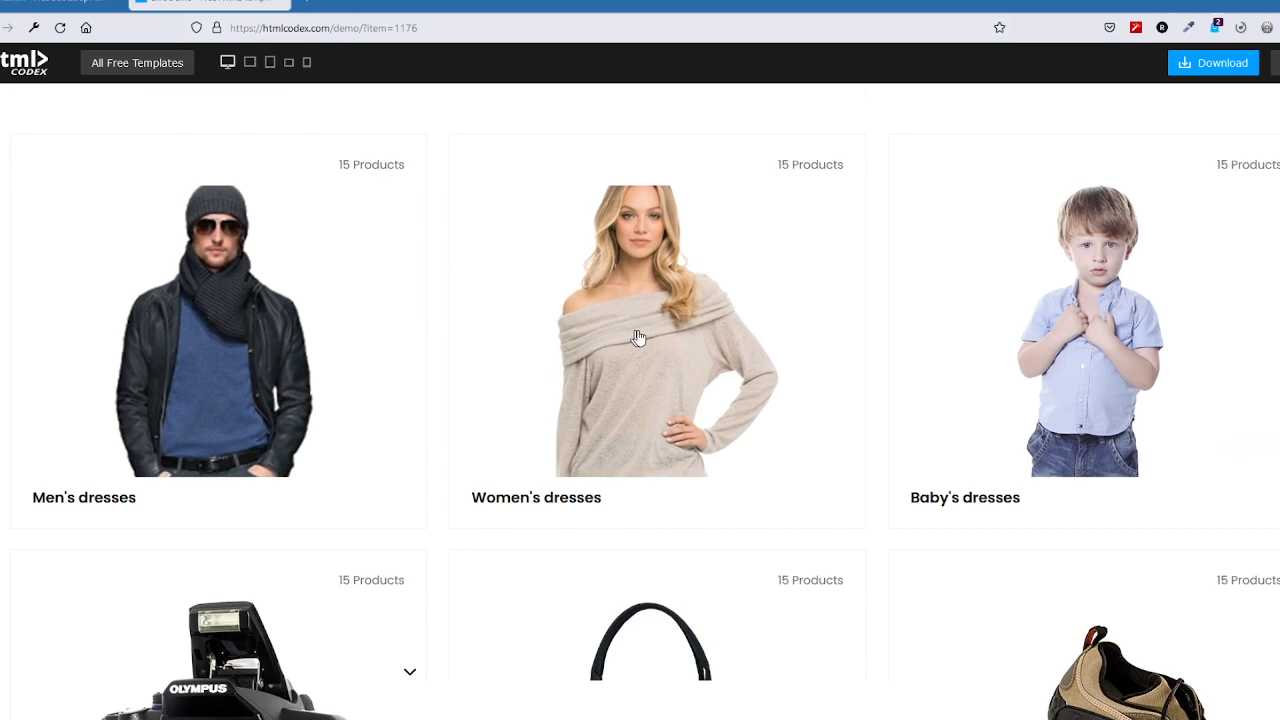 https://htmlcodex.com/demo/?item=1176
2
tml>
CODEX
All Free Templates
Download
15 Products
15 Products
15 Products
Men's dresses
Women's dresses
Baby's dresses
15 Products
15 Products
15 Products
OLYMPUS